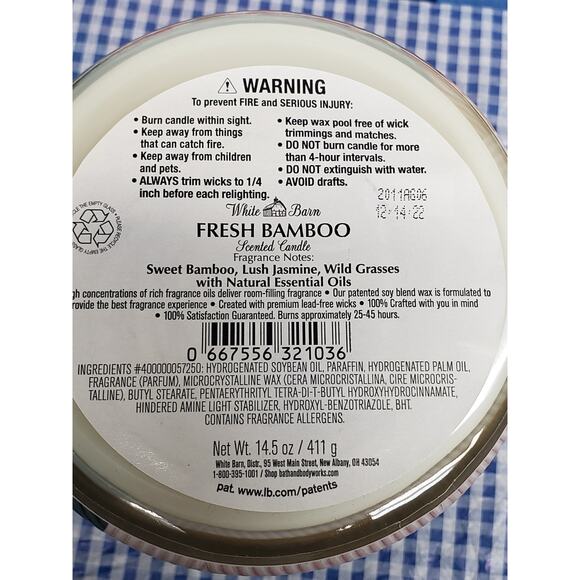 WARNING
To prevent FIRE and SERIOUS INJURY:
• Burn candle within sight.
• Keep away from things
that can catch fire.
• Keep away from children
and pets.
• ALWAYS trim wicks to 1/4
inch before each relighting.
• Keep wax pool free of wick
trimmings and matches.
• DO NOT burn candle for more
than 4-hour intervals.
• DO NOT extinguish with water.
• AVOID drafts.
2011AG06
12:14:22
CLE THE EMPTY GLASS • PLEASE RECYCLE THE EMPTY GLASS
White Barn
FRESH BAMBOO
Scented Candle
Fragrance Notes:
Sweet Bamboo, Lush Jasmine, Wild Grasses
with Natural Essential Oils
gh concentrations of rich fragrance oils deliver room-filling fragrance • Our patented soy blend wax is formulated to
rovide the best fragrance experience • Created with premium lead-free wicks • 100% Crafted with you in mind
• 100% Satisfaction Guaranteed. Burns approximately 25-45 hours.
0 667556 321036
INGREDIENTS #400000057250: HYDROGENATED SOYBEAN OIL, PARAFFIN, HYDROGENATED PALM OIL,
FRAGRANCE (PARFUM), MICROCRYSTALLINE WAX (CERA MICROCRISTALLINA, CIRE MICROCRIS-
TALLINE), BUTYL STEARATE, PENTAERYTHRITYL TETRA-DI-T-BUTYL HYDROXYHYDROCINNAMATE,
HINDERED AMINE LIGHT STABILIZER, HYDROXYL-BENZOTRIAZOLE, BHT.
CONTAINS FRAGRANCE ALLERGENS.
Net Wt. 14.5 oz / 411 g
White Barn, Distr., 95 West Main Street, New Albany, OH 43054
1-800-395-1001 / Shop bathandbodyworks.com
pat. www.lb.com/patents